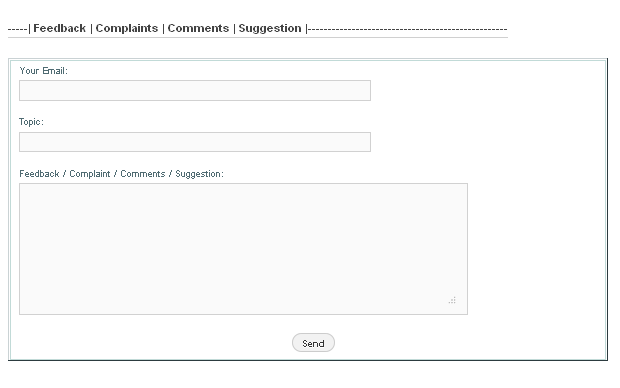 -----| Feedback | Complaints | Comments | Suggestion |--------------------------------------------------
Your Email:
Topic:
Feedback / Complaint / Comments / Suggestion:
Send